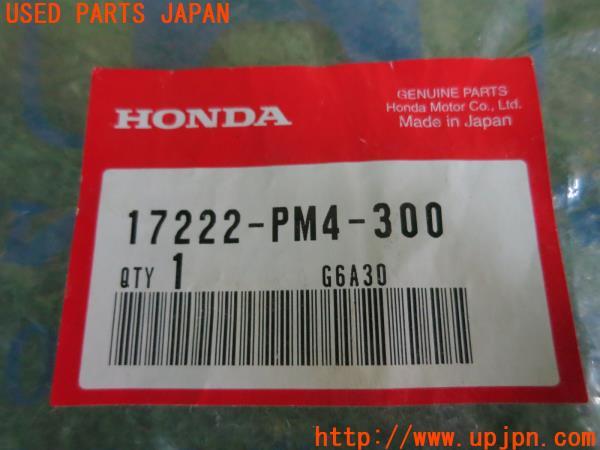 USED PARTS JAPAN
HONDA
GENUINE PARTS
Honda Motor Co., Ltd.
Made in Japan
17222-PM4-300
QTY 1 G6A30
http://www.upjpn.com/